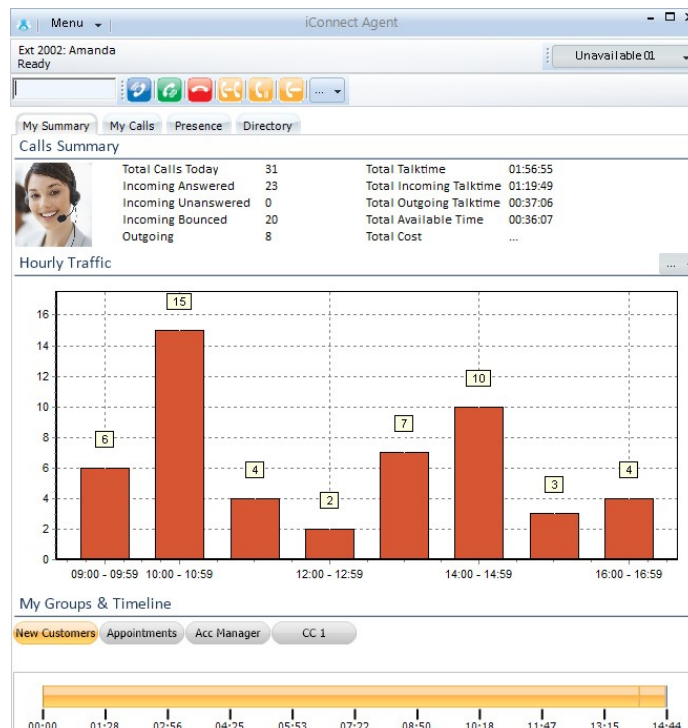 Menu iConnect Agent
Ext 2002: Amanda
Ready
Unavailable 01
...
My Summary My Calls Presence Directory
Calls Summary
Total Calls Today 31 Total Talktime 01:56:55
Incoming Answered 23 Total Incoming Talktime 01:19:49
Incoming Unanswered 0 Total Outgoing Talktime 00:37:06
Incoming Bounced 20 Total Available Time 00:36:07
Outgoing 8 Total Cost ...
Hourly Traffic ...
16
14
12
10
8
6
4
2
0
6 15 4 2 7 10 3 4
09:00 - 09:59 10:00 - 10:59 12:00 - 12:59 14:00 - 14:59 16:00 - 16:59
My Groups & Timeline
New Customers Appointments Acc Manager CC 1
00:00 01:28 02:56 04:25 05:53 07:22 08:50 10:18 11:47 13:15 14:44